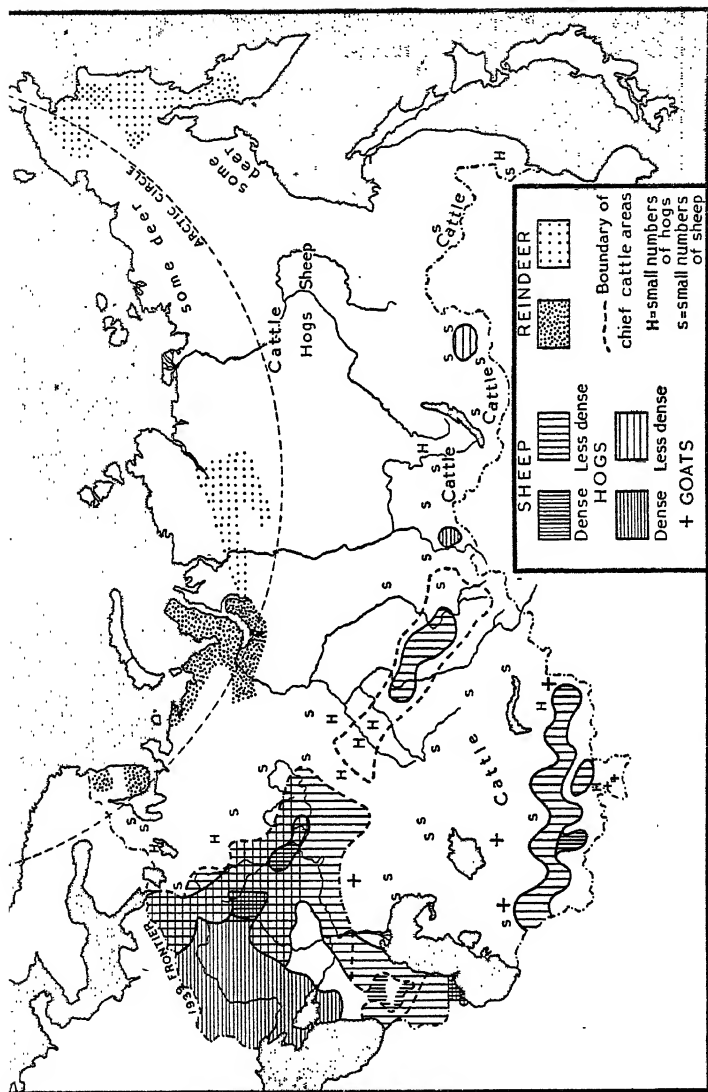 some deer
ARCTIC CIRCLE
some deer
Cattle
Hogs
Sheep
H
S
S
Cattle
S
S
S
S
Cattle
S
H
S
Cattle
S
S
S
S
S
H
H
H
H
S
S
S
S
H
S
S
S
S
1939 FRONTIER
Cattle
S
S
S
S
S
S
S
H
H
SHEEP
Dense Less dense
HOGS
Dense Less dense
+ GOATS
REINDEER
Boundary of
chief cattle areas
H=small numbers
of hogs
S=small numbers
of sheep